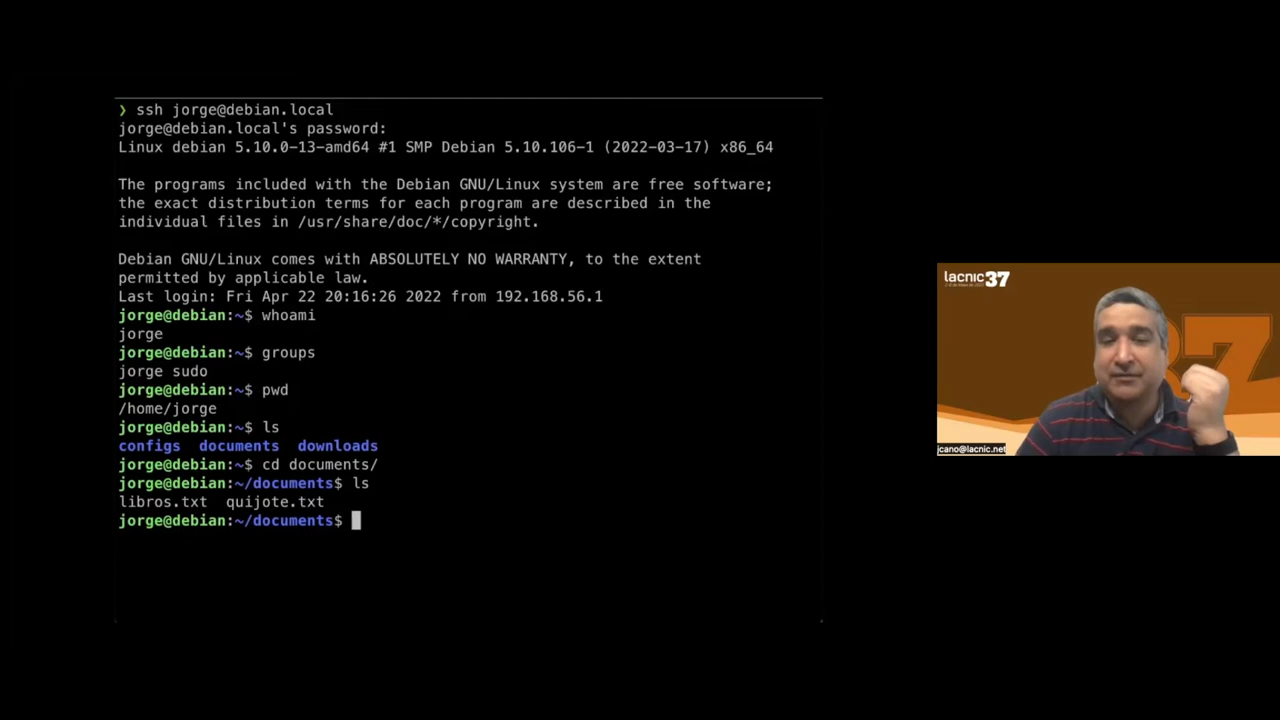 ❯ ssh jorge@debian.local
jorge@debian.local's password:
Linux debian 5.10.0-13-amd64 #1 SMP Debian 5.10.106-1 (2022-03-17) x86_64
The programs included with the Debian GNU/Linux system are free software;
the exact distribution terms for each program are described in the
individual files in /usr/share/doc/*/copyright.
Debian GNU/Linux comes with ABSOLUTELY NO WARRANTY, to the extent
permitted by applicable law.
Last login: Fri Apr 22 20:16:26 2022 from 192.168.56.1
jorge@debian:~$ whoami
jorge
jorge@debian:~$ groups
jorge sudo
jorge@debian:~$ pwd
/home/jorge
jorge@debian:~$ ls
configs  documents  downloads
jorge@debian:~$ cd documents/
jorge@debian:~/documents$ ls
libros.txt  quijote.txt
jorge@debian:~/documents$
lacnic 37
37
jcano@lacnic.net